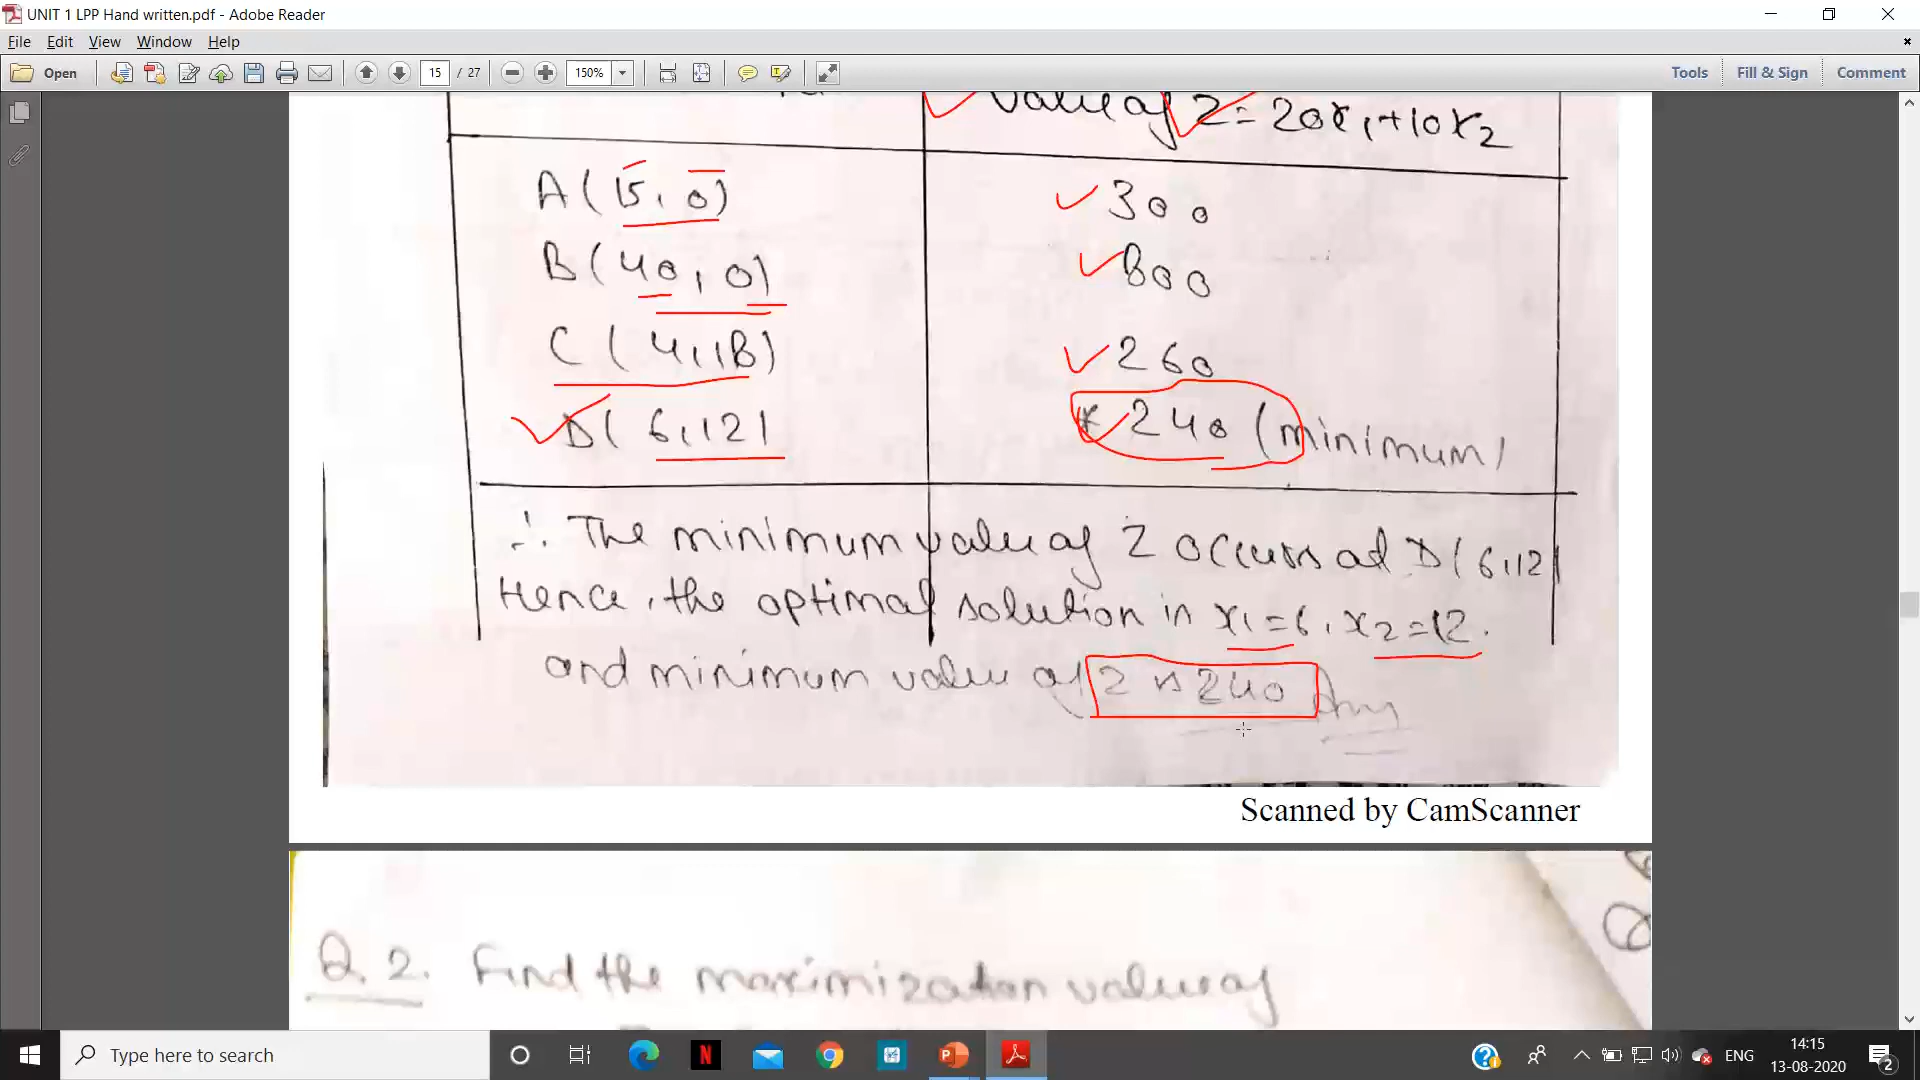 UNIT 1 LPP Hand written.pdf - Adobe Reader
File Edit View Window Help
Open 15 / 27 150% Tools Fill & Sign Comment
value of Z = 20x₁+10x₂
A(15, 0) 300
B(40, 0) 800
C(4, 18) 260
D(6, 12) * 240 (minimum)
∴ The minimum value of Z occurs at D(6,12)
Hence, the optimal solution is x₁=6, x₂=12.
and minimum value of Z is 240 Ans
Scanned by CamScanner
Q.2. Find the maximization value of
Type here to search
ENG 14:15
13-08-2020 2